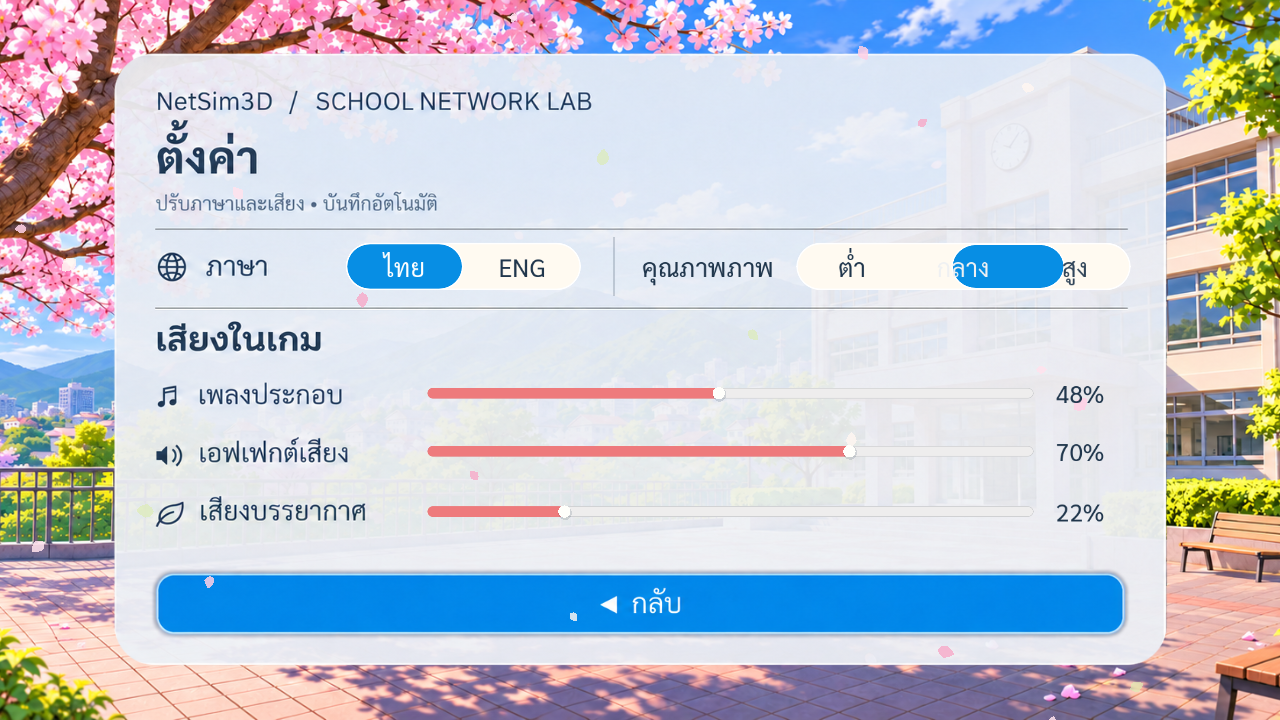 NetSim3D / SCHOOL NETWORK LAB
ตั้งค่า
ปรับภาษาและเสียง • บันทึกอัตโนมัติ
ภาษา ไทย ENG คุณภาพภาพ ต่ำ กลาง สูง
เสียงในเกม
เพลงประกอบ 48%
เอฟเฟกต์เสียง 70%
เสียงบรรยากาศ 22%
◀ กลับ